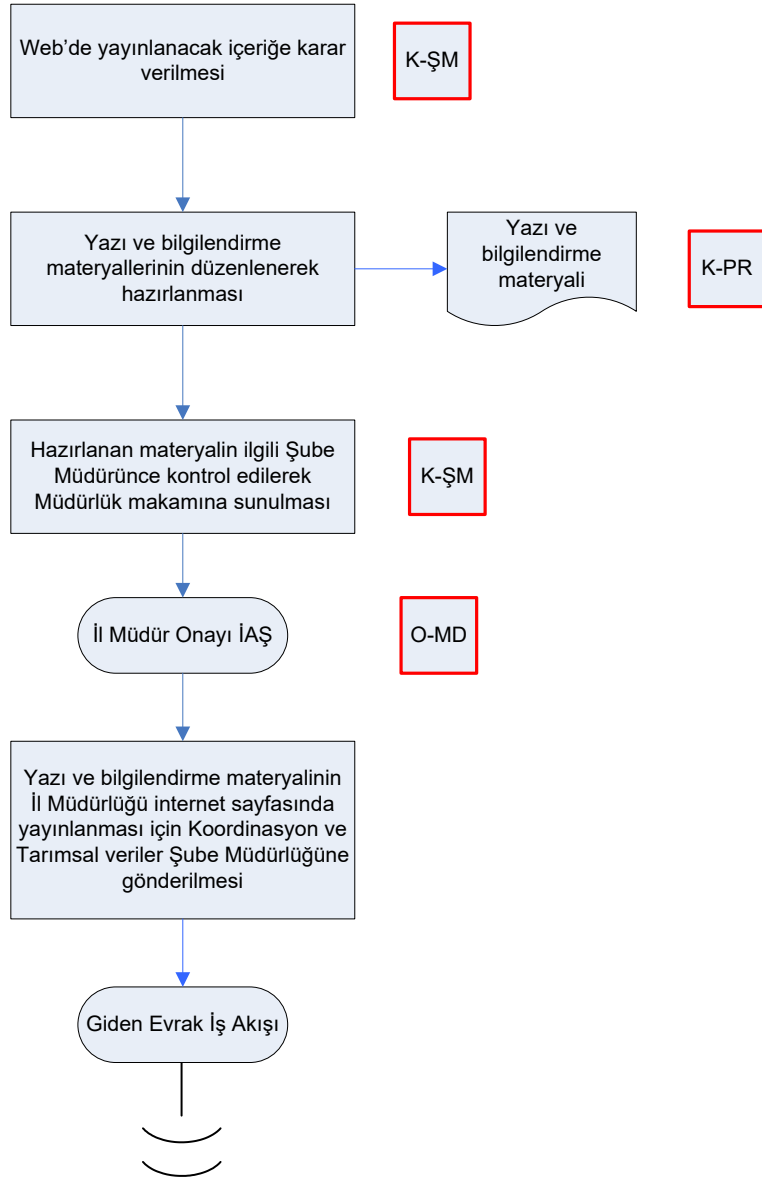 Web’de yayınlanacak içeriğe karar
verilmesi
K-ŞM
Yazı ve bilgilendirme
materyallerinin düzenlenerek
hazırlanması
Yazı ve
bilgilendirme
materyali
K-PR
Hazırlanan materyalin ilgili Şube
Müdürünce kontrol edilerek
Müdürlük makamına sunulması
K-ŞM
İl Müdür Onayı İAŞ
O-MD
Yazı ve bilgilendirme materyalinin
İl Müdürlüğü internet sayfasında
yayınlanması için Koordinasyon ve
Tarımsal veriler Şube Müdürlüğüne
gönderilmesi
Giden Evrak İş Akışı